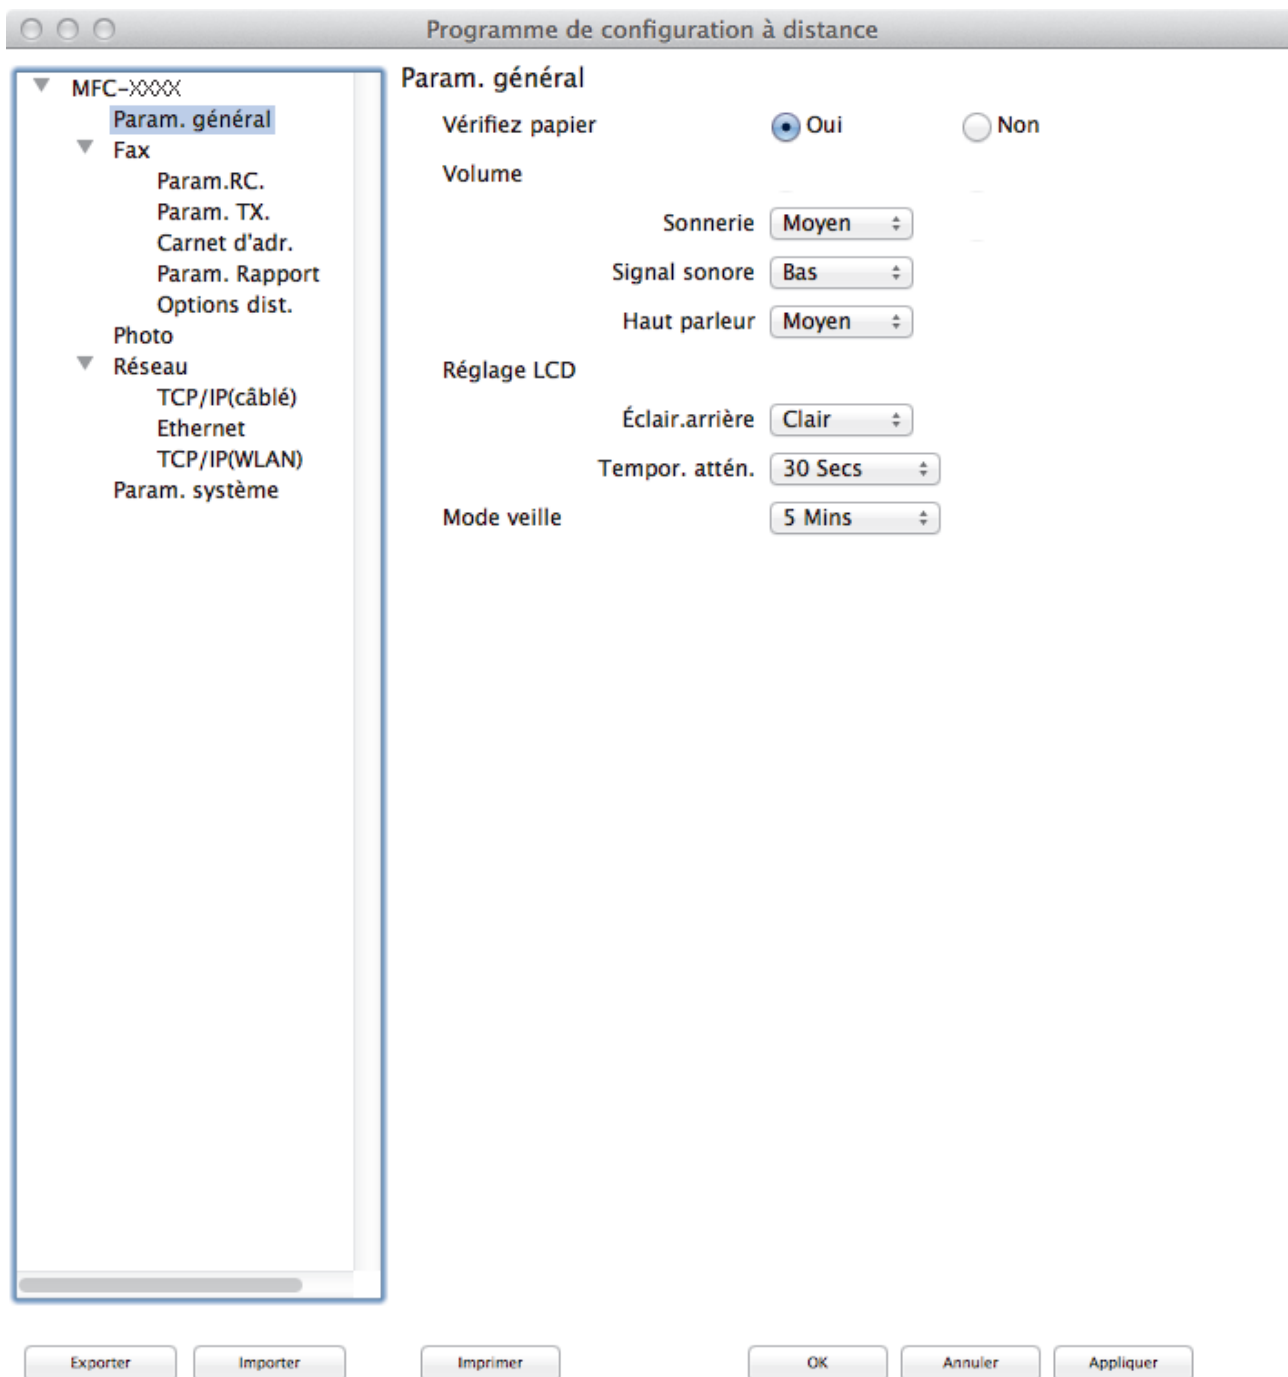 Programme de configuration à distance
MFC-XXXX
Param. général
Fax
Param.RC.
Param. TX.
Carnet d'adr.
Param. Rapport
Options dist.
Photo
Réseau
TCP/IP(câblé)
Ethernet
TCP/IP(WLAN)
Param. système
Param. général
Vérifiez papier Oui Non
Volume
Sonnerie Moyen
Signal sonore Bas
Haut parleur Moyen
Réglage LCD
Éclair.arrière Clair
Tempor. attén. 30 Secs
Mode veille 5 Mins
Exporter Importer Imprimer OK Annuler Appliquer